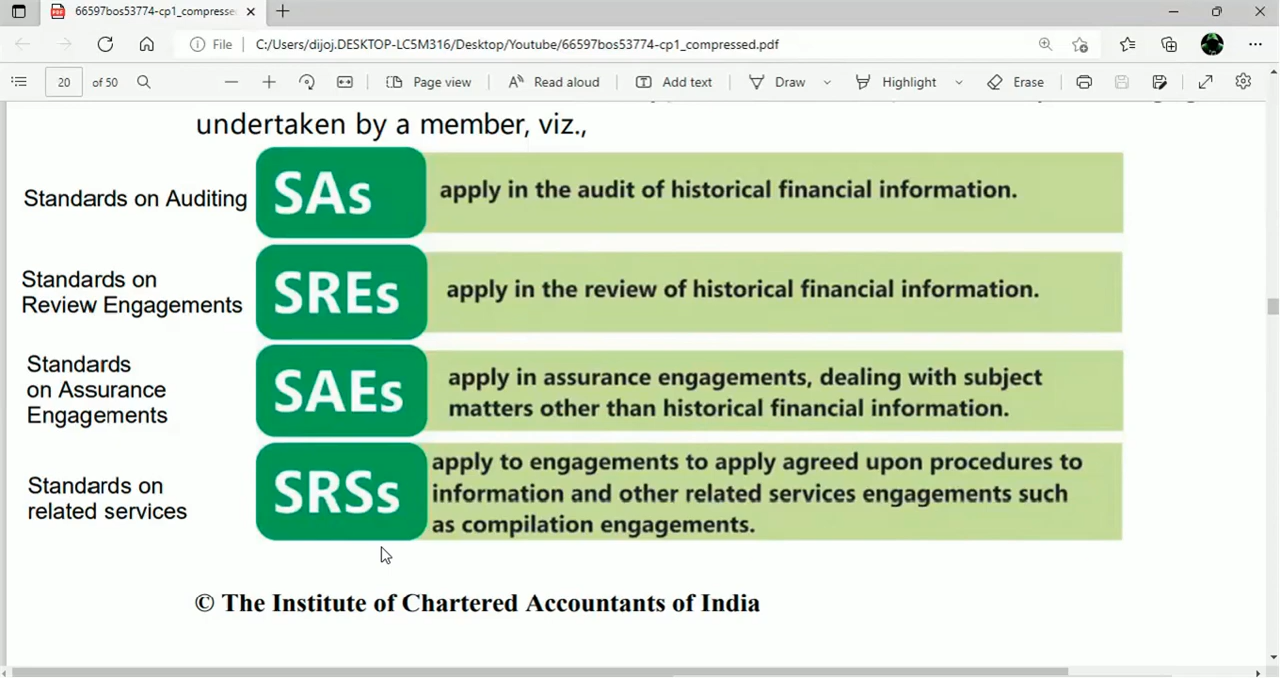 66597bos53774-cp1_compresse
File
C:/Users/dijoj.DESKTOP-LC5M316/Desktop/Youtube/66597bos53774-cp1_compressed.pdf
20 of 50
Page view
Read aloud
Add text
Draw
Highlight
Erase
undertaken by a member, viz.,
Standards on Auditing
SAs
apply in the audit of historical financial information.
Standards on
Review Engagements
SREs
apply in the review of historical financial information.
Standards
on Assurance
Engagements
SAEs
apply in assurance engagements, dealing with subject
matters other than historical financial information.
Standards on
related services
SRSs
apply to engagements to apply agreed upon procedures to
information and other related services engagements such
as compilation engagements.
© The Institute of Chartered Accountants of India